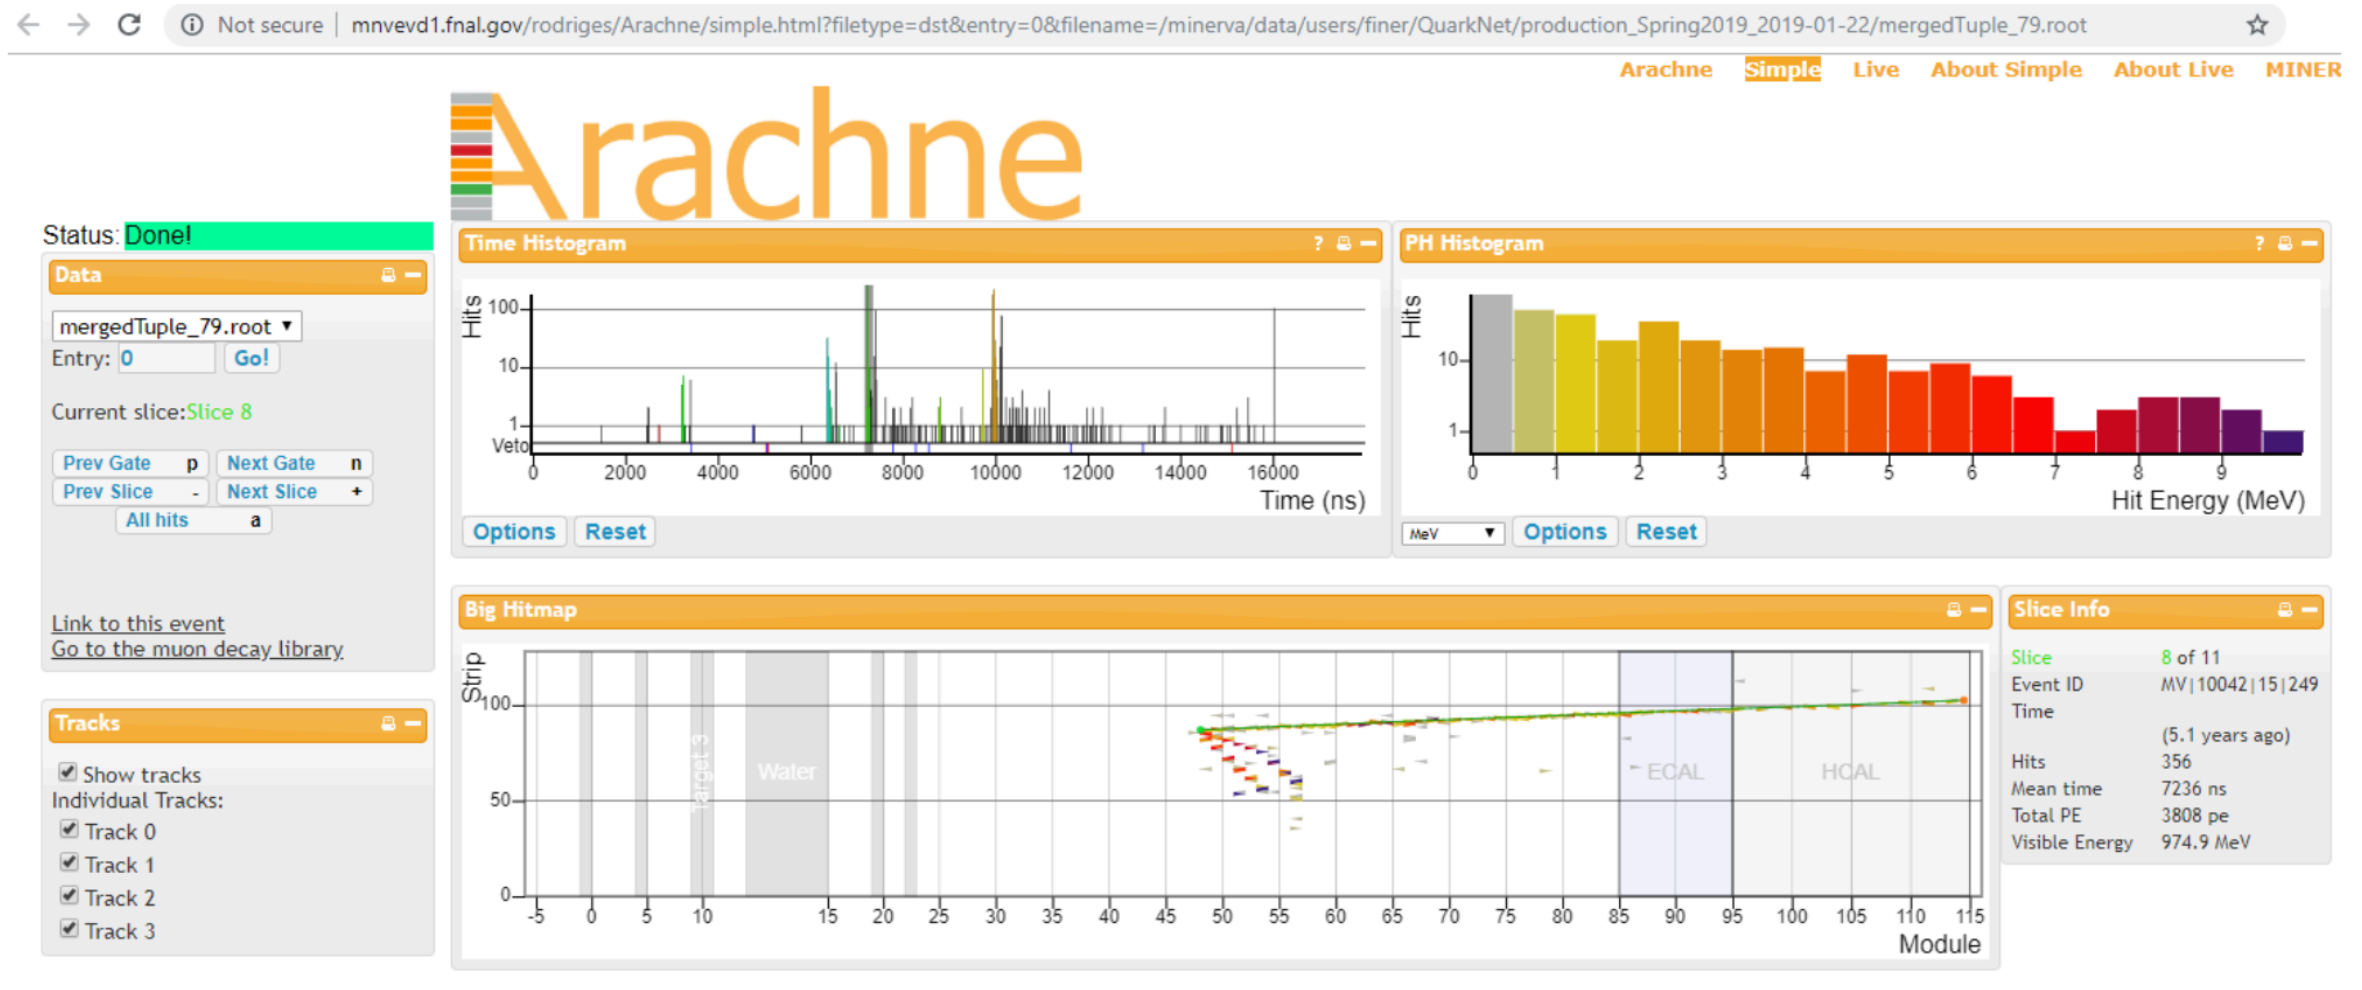 Not secure | mnvevd1.fnal.gov/rodriges/Arachne/simple.html?filetype=dst&entry=0&filename=/minerva/data/users/finer/QuarkNet/production_Spring2019_2019-01-22/mergedTuple_79.root
Arachne Simple Live About Simple About Live MINER
Arachne
Status: Done!
Data
mergedTuple_79.root
Entry: 0 Go!
Current slice:Slice 8
Prev Gate p Next Gate n
Prev Slice - Next Slice +
All hits a
Link to this event
Go to the muon decay library
Tracks
Show tracks
Individual Tracks:
Track 0
Track 1
Track 2
Track 3
Time Histogram ?
Hits
100
10
1
Veto
0 2000 4000 6000 8000 10000 12000 14000 16000
Time (ns)
Options Reset
PH Histogram ?
Hits
10
1
0 1 2 3 4 5 6 7 8 9
Hit Energy (MeV)
MeV Options Reset
Big Hitmap
Strip
100
50
0
Target 3
Water
ECAL
HCAL
-5 0 5 10 15 20 25 30 35 40 45 50 55 60 65 70 75 80 85 90 95 100 105 110 115
Module
Slice Info
Slice 8 of 11
Event ID MV|10042|15|249
Time
(5.1 years ago)
Hits 356
Mean time 7236 ns
Total PE 3808 pe
Visible Energy 974.9 MeV